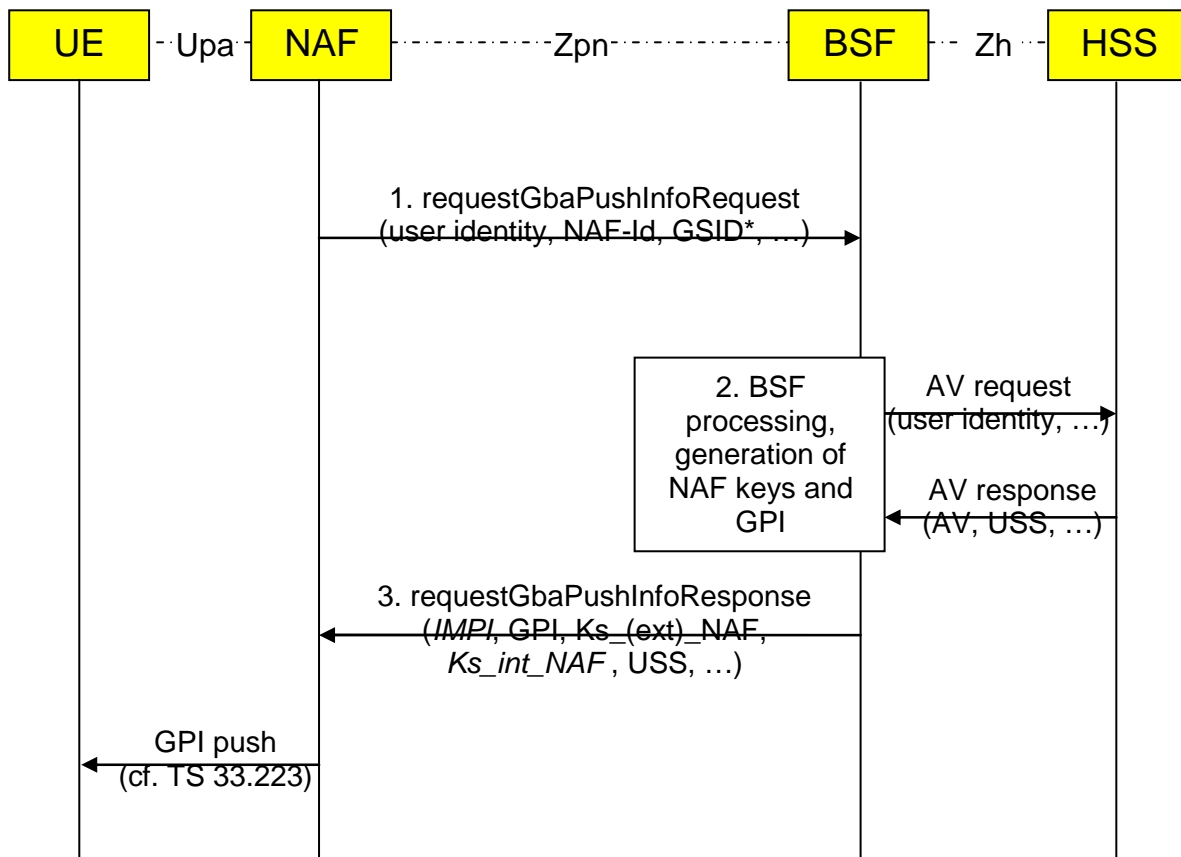 UE
Upa
NAF
Zpn
BSF
Zh
HSS
1. requestGbaPushInfoRequest
(user identity, NAF-Id, GSID*, …)
2. BSF
processing,
generation of
NAF keys and
GPI
AV request
(user identity, …)
AV response
(AV, USS, …)
3. requestGbaPushInfoResponse
(IMPI, GPI, Ks_(ext)_NAF,
Ks_int_NAF , USS, …)
GPI push
(cf. TS 33.223)